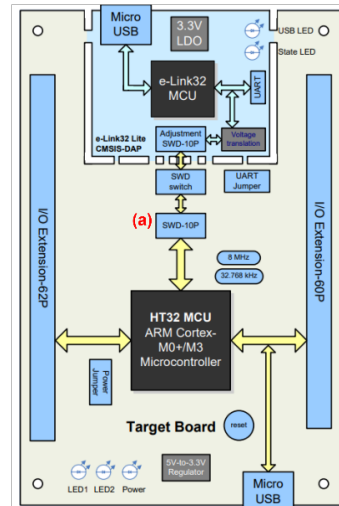 Micro
USB
3.3V
LDO
USB LED
State LED
e-Link32
MCU
UART
e-Link32 Lite
CMSIS-DAP
Adjustment
SWD-10P
Voltage
translation
SWD
switch
UART
Jumper
(a)
SWD-10P
8 MHz
32.768 kHz
I/O Extension-62P
I/O Extension-60P
HT32 MCU
ARM Cortex-
M0+/M3
Microcontroller
Power
Jumper
Target Board
reset
5V-to-3.3V
Regulator
LED1
LED2
Power
Micro
USB